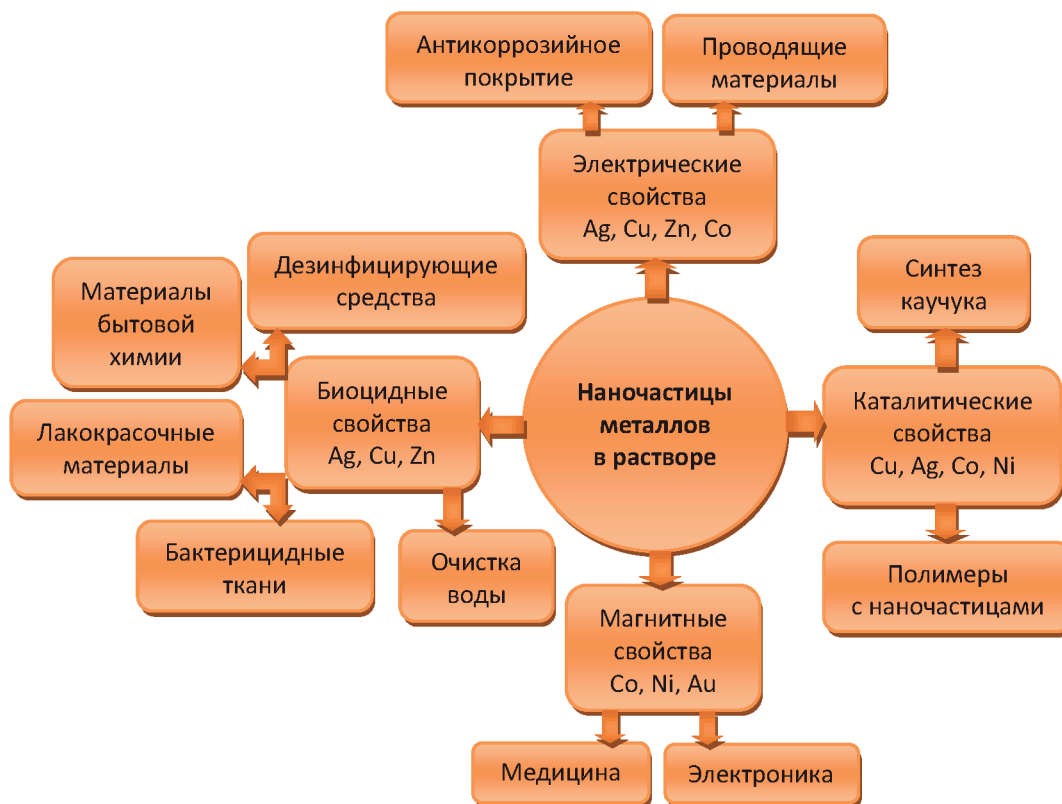 Антикоррозийное
покрытие
Проводящие
материалы
Электрические
свойства
Ag, Cu, Zn, Co
Материалы
бытовой
химии
Дезинфицирующие
средства
Синтез
каучука
Биоцидные
свойства
Ag, Cu, Zn
Наночастицы
металлов
в растворе
Каталитические
свойства
Cu, Ag, Co, Ni
Лакокрасочные
материалы
Бактерицидные
ткани
Очистка
воды
Полимеры
с наночастицами
Магнитные
свойства
Co, Ni, Au
Медицина
Электроника